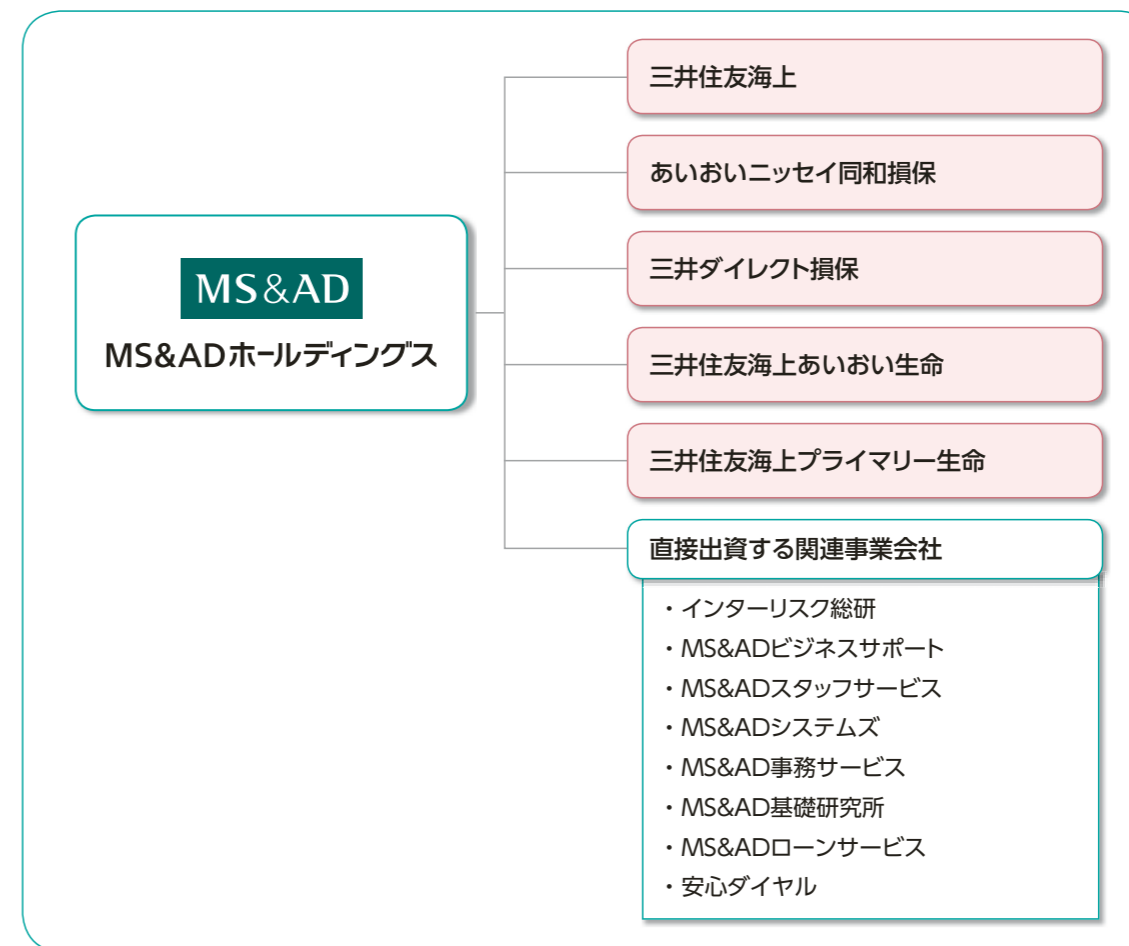 MS&AD
MS&ADホールディングス
三井住友海上
あいおいニッセイ同和損保
三井ダイレクト損保
三井住友海上あいおい生命
三井住友海上プライマリー生命
直接出資する関連事業会社
・インターリスク総研
・MS&ADビジネスサポート
・MS&ADスタッフサービス
・MS&ADシステムズ
・MS&AD事務サービス
・MS&AD基礎研究所
・MS&ADローンサービス
・安心ダイヤル